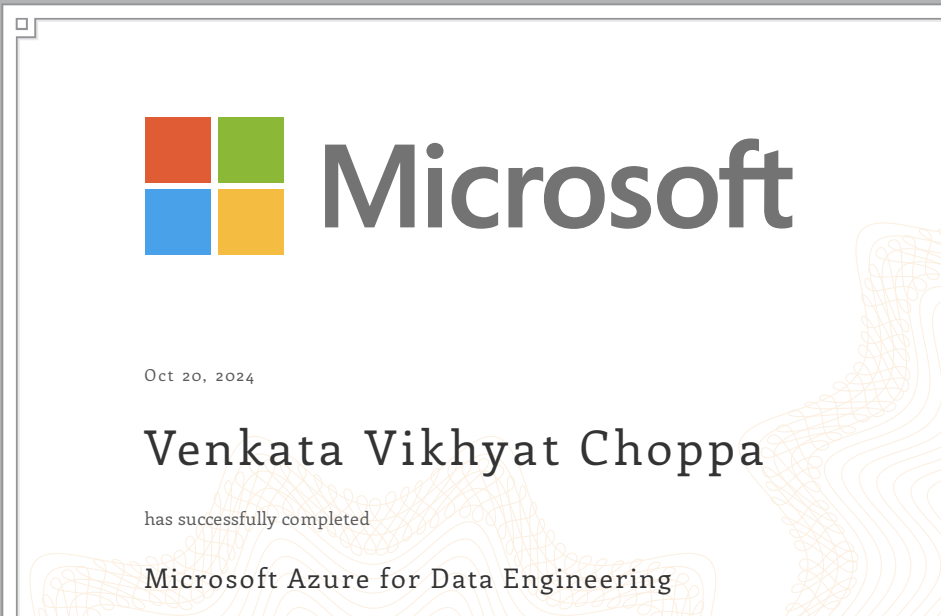 Microsoft
Oct 20, 2024
Venkata Vikhyat Choppa
has successfully completed
Microsoft Azure for Data Engineering